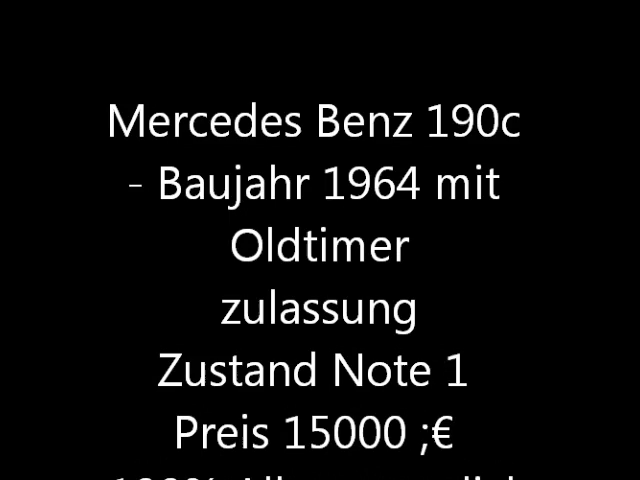 Mercedes Benz 190c
- Baujahr 1964 mit
Oldtimer
zulassung
Zustand Note 1
Preis 15000 ;€